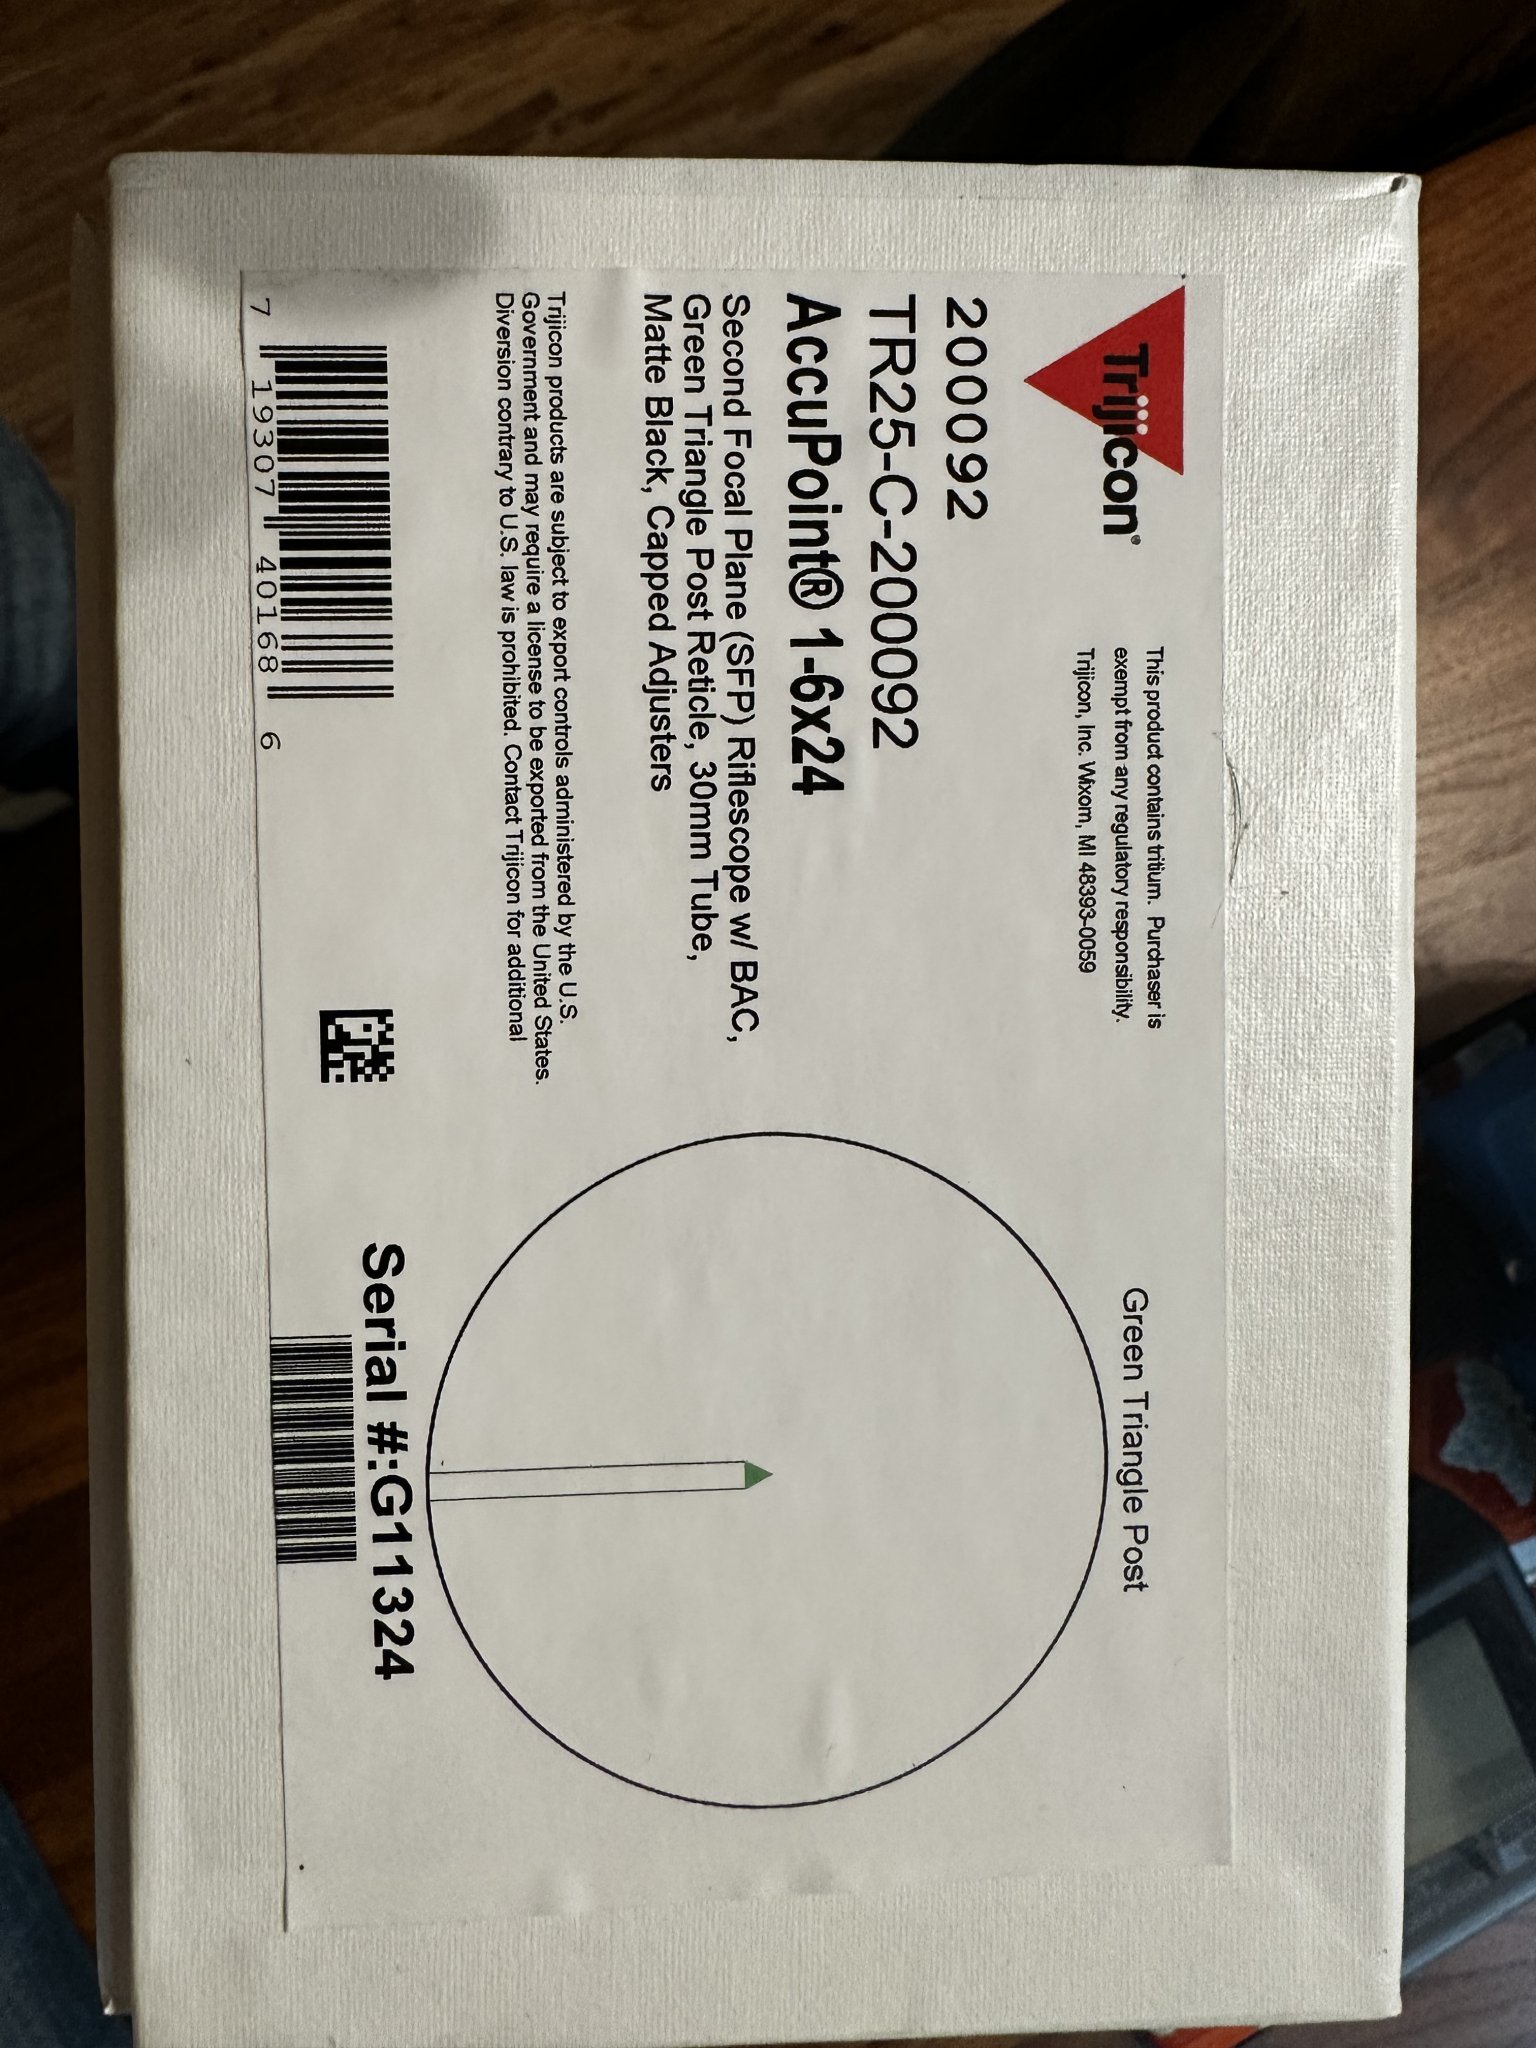 Trijicon®
This product contains tritium. Purchaser is
exempt from any regulatory responsibility.
Trijicon, Inc. Wixom, MI 48393-0059
200092
TR25-C-200092
AccuPoint® 1-6x24
Second Focal Plane (SFP) Riflescope w/ BAC,
Green Triangle Post Reticle, 30mm Tube,
Matte Black, Capped Adjusters
Trijicon products are subject to export controls administered by the U.S.
Government and may require a license to be exported from the United States.
Diversion contrary to U.S. law is prohibited. Contact Trijicon for additional
7 19307 40168 6
Green Triangle Post
Serial #:G11324